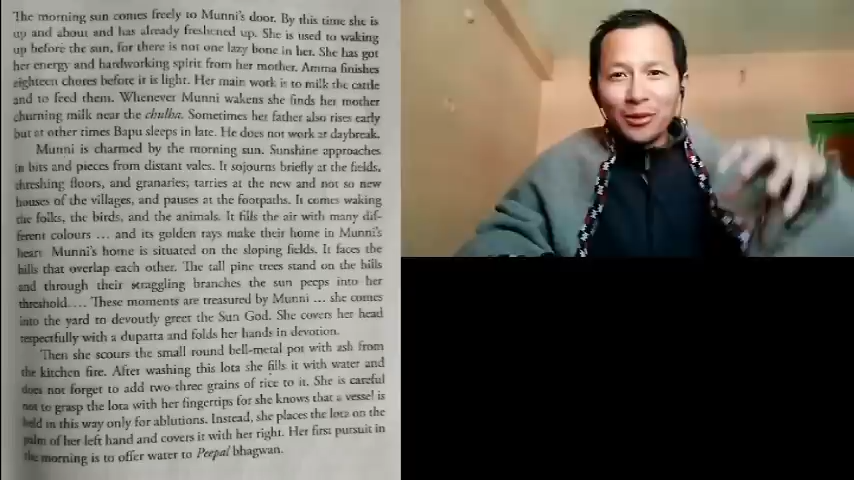 The morning sun comes freely to Munni's door. By this time she is
up and about and has already freshened up. She is used to waking
up before the sun, for there is not one lazy bone in her. She has got
her energy and hardworking spirit from her mother. Amma finishes
eighteen chores before it is light. Her main work is to milk the cattle
and to feed them. Whenever Munni wakens she finds her mother
churning milk near the chulha. Sometimes her father also rises early
but at other times Bapu sleeps in late. He does not work at daybreak.
Munni is charmed by the morning sun. Sunshine approaches
in bits and pieces from distant vales. It sojourns briefly at the fields,
threshing floors, and granaries; tarries at the new and not so new
houses of the villages, and pauses at the footpaths. It comes waking
the folks, the birds, and the animals. It fills the air with many dif-
ferent colours ... and its golden rays make their home in Munni's
heart. Munni's home is situated on the sloping fields. It faces the
hills that overlap each other. The tall pine trees stand on the hills
and through their straggling branches the sun peeps into her
threshold.... These moments are treasured by Munni ... she comes
into the yard to devoutly greet the Sun God. She covers her head
respectfully with a dupatta and folds her hands in devotion.
Then she scours the small round bell-metal pot with ash from
the kitchen fire. After washing this lota she fills it with water and
does not forget to add two-three grains of rice to it. She is careful
not to grasp the lota with her fingertips for she knows that a vessel is
held in this way only for ablutions. Instead, she places the lota on the
palm of her left hand and covers it with her right. Her first pursuit in
the morning is to offer water to Peepal bhagwan.